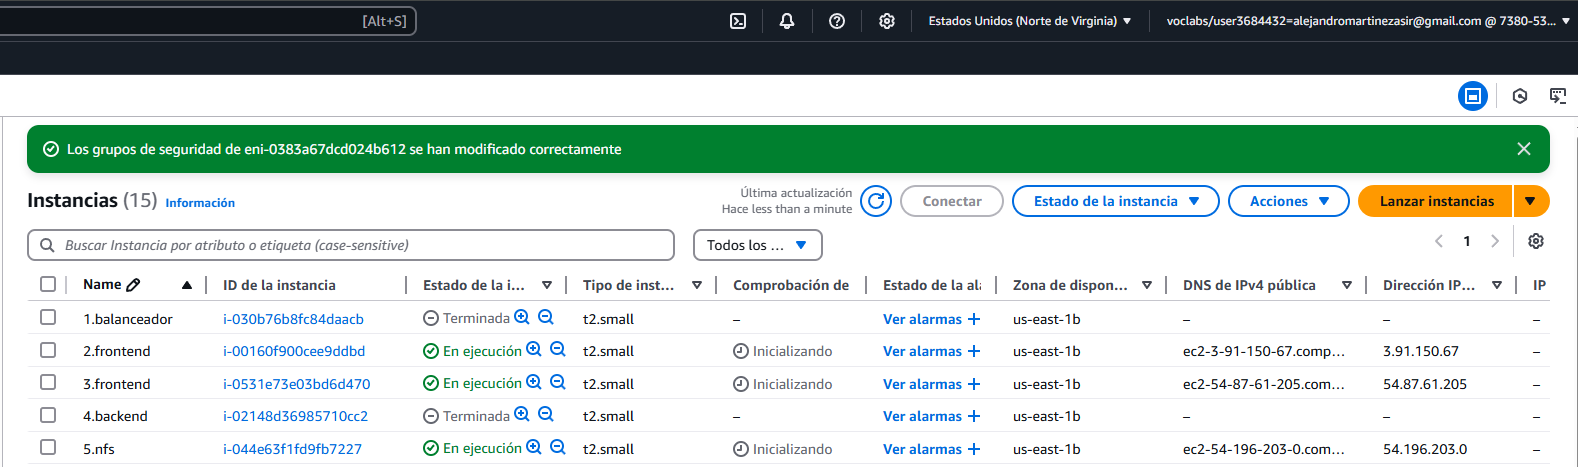 [Alt+S] Estados Unidos (Norte de Virginia) voclabs/user3684432=alejandromartinezasir@gmail.com @ 7380-53...
Los grupos de seguridad de eni-0383a67dcd024b612 se han modificado correctamente
Instancias (15) Información Última actualización Conectar Estado de la instancia Acciones Lanzar instancias
Hace less than a minute
Buscar Instancia por atributo o etiqueta (case-sensitive) Todos los ... 1
Name ID de la instancia Estado de la i... Tipo de inst... Comprobación de Estado de la ala Zona de dispon... DNS de IPv4 pública Dirección IP... IP
1.balanceador i-030b76b8fc84daacb Terminada t2.small – Ver alarmas + us-east-1b – – –
2.frontend i-00160f900cee9ddbd En ejecución t2.small Inicializando Ver alarmas + us-east-1b ec2-3-91-150-67.comp... 3.91.150.67 –
3.frontend i-0531e73e03bd6d470 En ejecución t2.small Inicializando Ver alarmas + us-east-1b ec2-54-87-61-205.com... 54.87.61.205 –
4.backend i-02148d36985710cc2 Terminada t2.small – Ver alarmas + us-east-1b – – –
5.nfs i-044e63f1fd9fb7227 En ejecución t2.small Inicializando Ver alarmas + us-east-1b ec2-54-196-203-0.com... 54.196.203.0 –